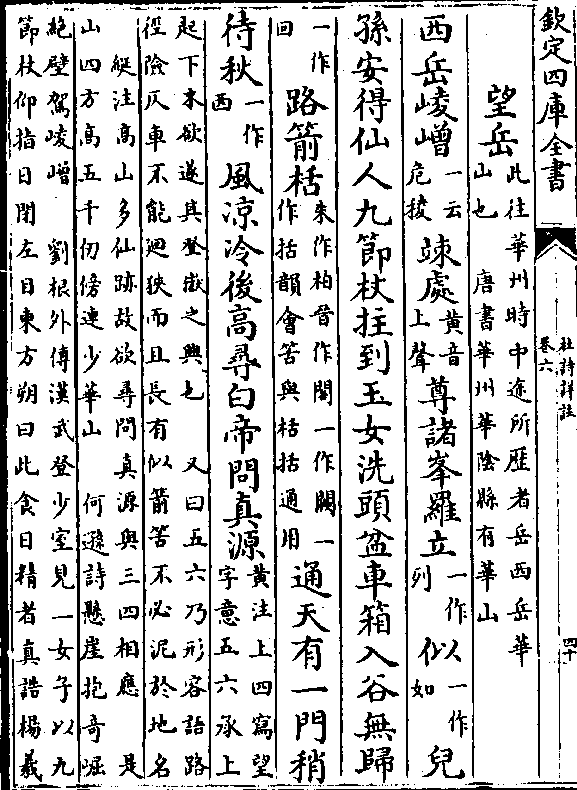 欽定四庫全書
杜詩詳註
卷六
四十
望岳此往華州時中途所歷者岳西岳華
山也　唐書華州華陰縣有華山
西岳崚嶒一云危稜竦處黃音上聲尊諸峯羅立一作列似一作人如兒
孫安得仙人九節杖拄到玉女洗頭盆車箱入谷無歸
一作回路箭栝朱作柏晉作閣一作闕一作括韻會筈與栝括通用通天有一門稍
待秋一作西風涼冷後高尋白帝問真源黃注上四寫望字意五六承上
起下末欲遂其登嶽之興也　又曰五六乃形容語路
徑險仄車不能迴狹而且長有似箭筈不必泥於地名
　綎注高山多仙跡故欲尋問真源與三四相應　是
山四方高五千仞傍連少華山　何遜詩懸崖抱奇崛
絶壁駕崚嶒　劉根外傳漢武登少室見一女子以九
節杖仰指日閉左目東方朔曰此食日精者真誥楊羲